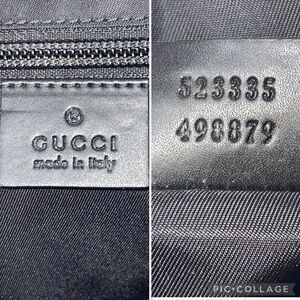 GUCCI
made in Italy
523335
498879
PIC•COLLAGE